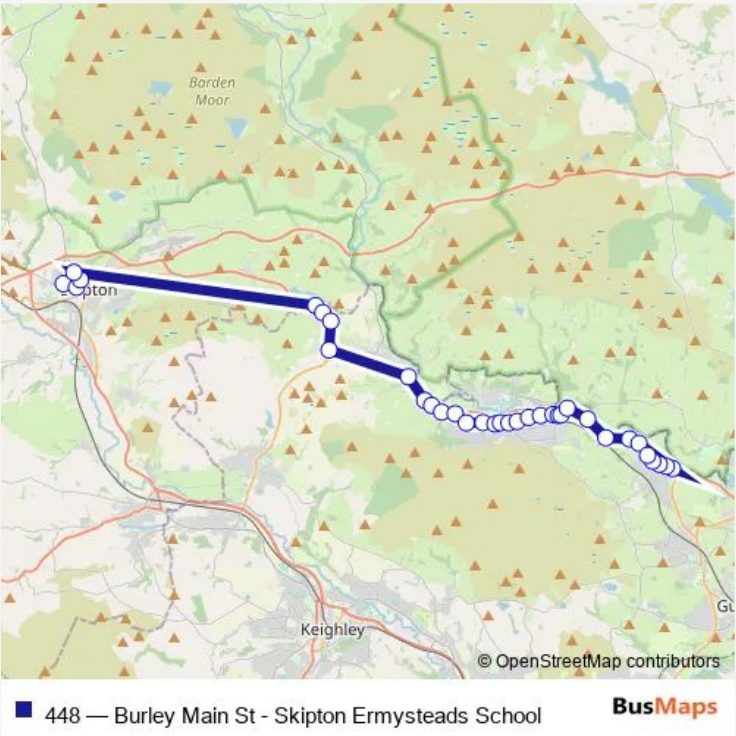 Barden
Moor
Keighley
© OpenStreetMap contributors
448 — Burley Main St - Skipton Ermysteads School
BusMaps